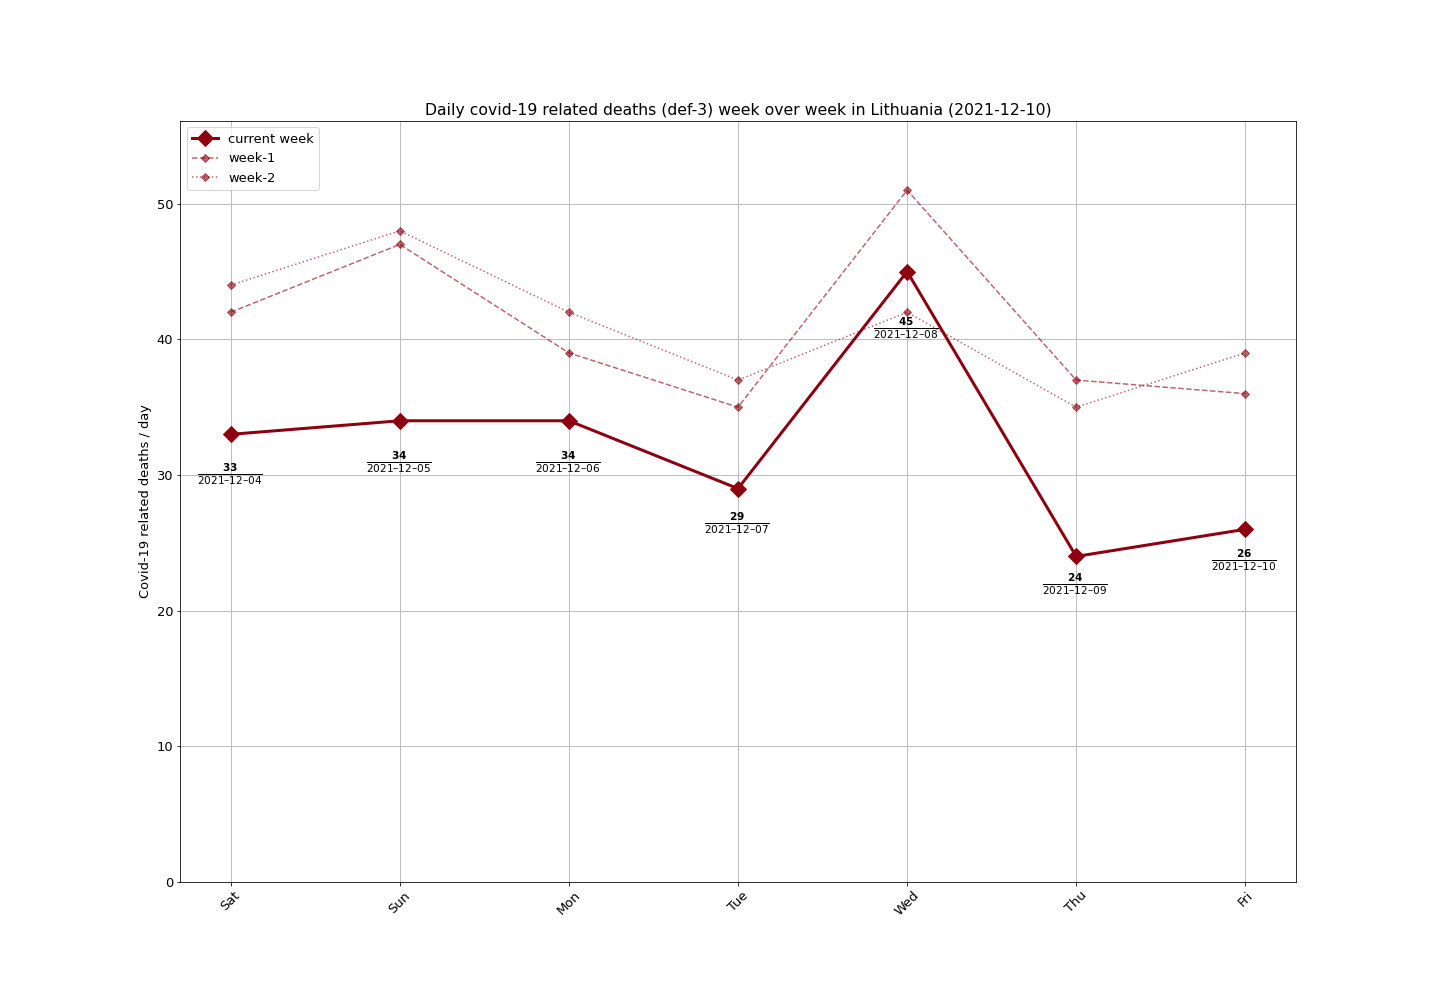 Daily covid-19 related deaths (def-3) week over week in Lithuania (2021-12-10)
current week
week-1
week-2
Covid-19 related deaths / day
50
40
30
20
10
0
45
2021–12–08
33
2021–12–04
34
2021–12–05
34
2021–12–06
29
2021–12–07
24
2021–12–09
26
2021–12–10
Sat
Sun
Mon
Tue
Wed
Thu
Fri